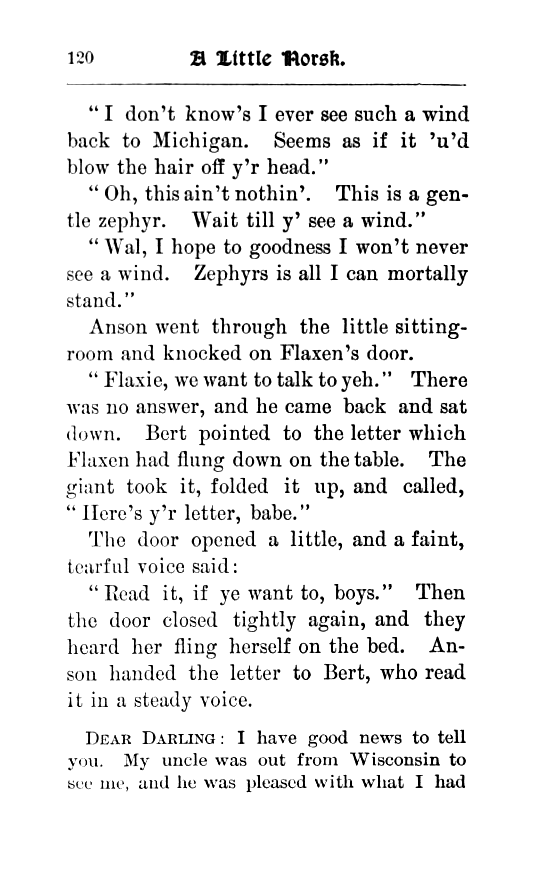 120 A Little Norsk.
“ I don’t know’s I ever see such a wind
back to Michigan. Seems as if it ’u’d
blow the hair off y’r head.”
“ Oh, this ain’t nothin’. This is a gen-
tle zephyr. Wait till y’ see a wind.”
“ Wal, I hope to goodness I won’t never
see a wind. Zephyrs is all I can mortally
stand.”
Anson went through the little sitting-
room and knocked on Flaxen’s door.
“ Flaxie, we want to talk to yeh.” There
was no answer, and he came back and sat
down. Bert pointed to the letter which
Flaxen had flung down on the table. The
giant took it, folded it up, and called,
“ Here’s y’r letter, babe.”
The door opened a little, and a faint,
tearful voice said:
“ Read it, if ye want to, boys.” Then
the door closed tightly again, and they
heard her fling herself on the bed. An-
son handed the letter to Bert, who read
it in a steady voice.
DEAR DARLING : I have good news to tell
you. My uncle was out from Wisconsin to
see me, and he was pleased with what I had